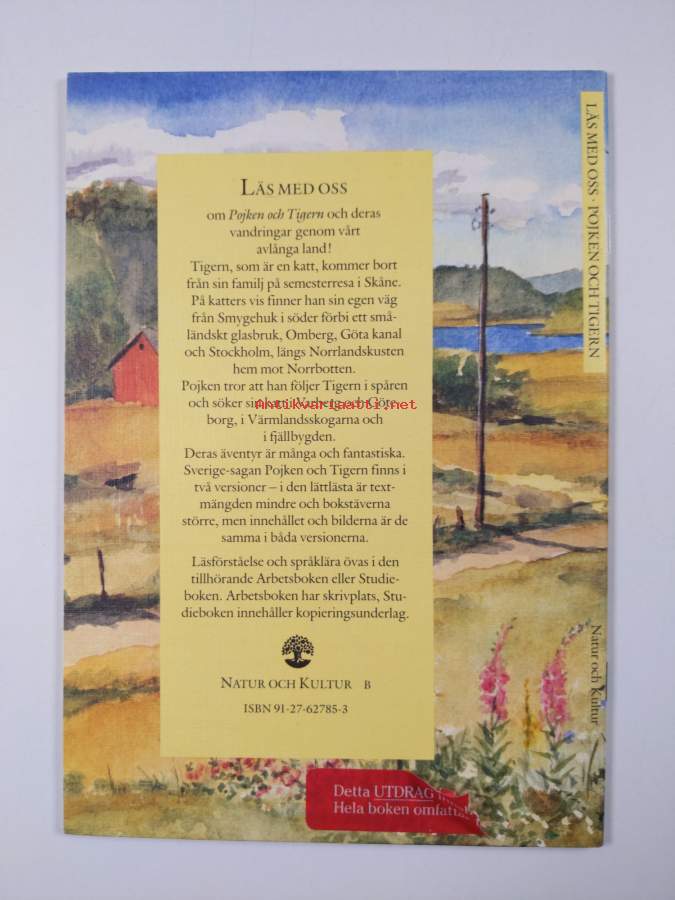 LÄS MED OSS
om Pojken och Tigern och deras
vandringar genom vårt
avlånga land!
Tigern, som är en katt, kommer bort
från sin familj på semesterresa i Skåne.
På katters vis finner han sin egen väg
från Smygehuk i söder förbi ett små-
ländskt glasbruk, Omberg, Göta kanal
och Stockholm, längs Norrlandskusten
hem mot Norrbotten.
Pojken tror att han följer Tigern i spåren
och söker sin katt i Varberg och Göte-
borg, i Värmlandsskogarna och
i fjällbygden.
Deras äventyr är många och fantastiska.
Sverige-sagan Pojken och Tigern finns i
två versioner – i den lättlästa är text-
mängden mindre och bokstäverna
större, men innehållet och bilderna är de
samma i båda versionerna.
Läsförståelse och språklära övas i den
tillhörande Arbetsboken eller Studie-
boken. Arbetsboken har skrivplats, Stu-
dieboken innehåller kopieringsunderlag.
NATUR OCH KULTUR B
ISBN 91-27-62785-3
LÄS MED OSS · POJKEN OCH TIGERN
Natur och Kultur
Detta UTDRAG
Hela boken
Antikvariaatti.net